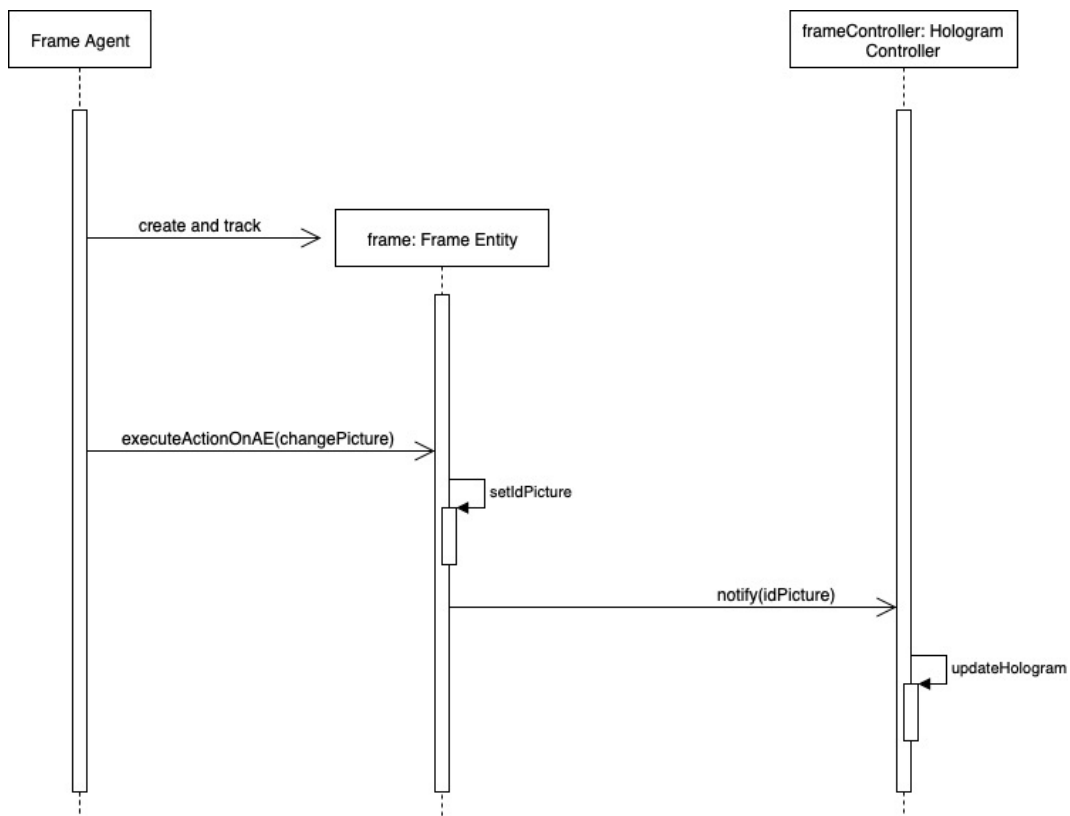 Frame Agent
frameController: Hologram
Controller
create and track
frame: Frame Entity
executeActionOnAE(changePicture)
setIdPicture
notify(idPicture)
updateHologram